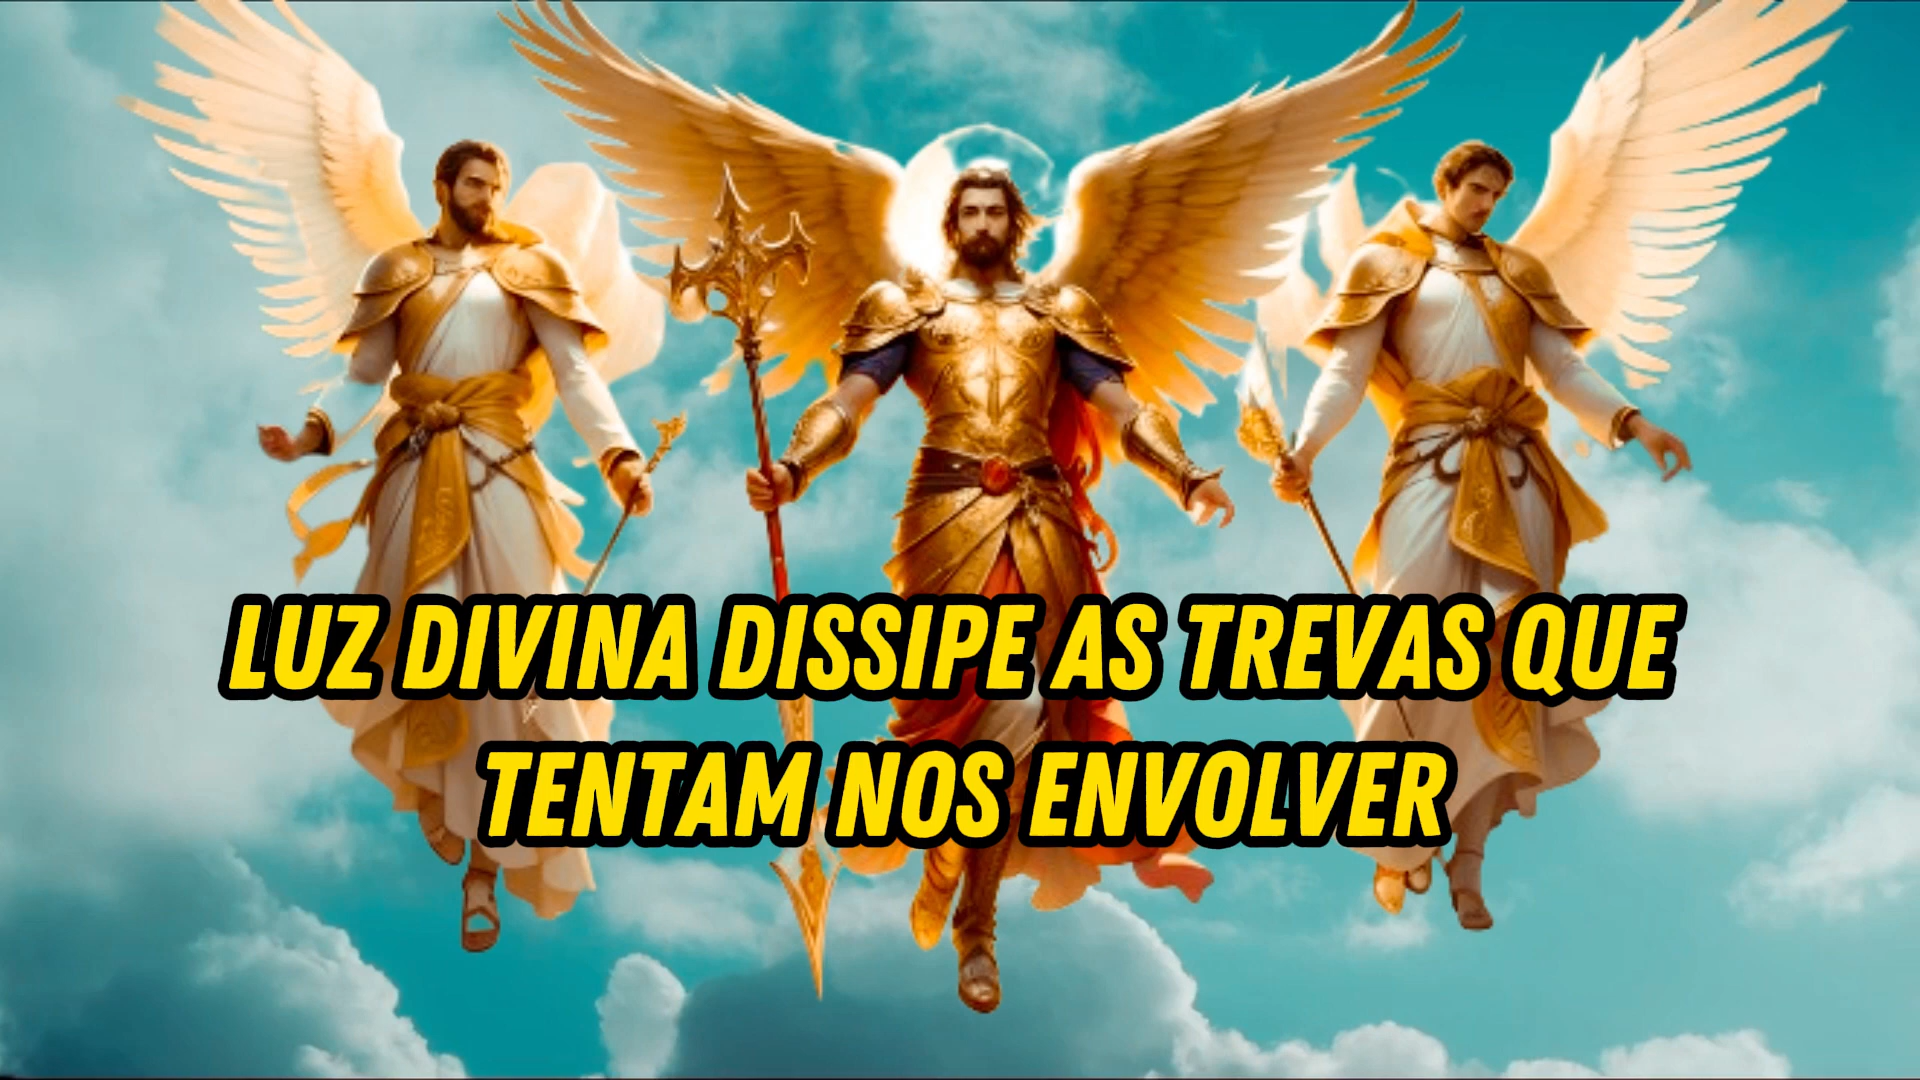 LUZ DIVINA DISSIPE AS TREVAS QUE
TENTAM NOS ENVOLVER